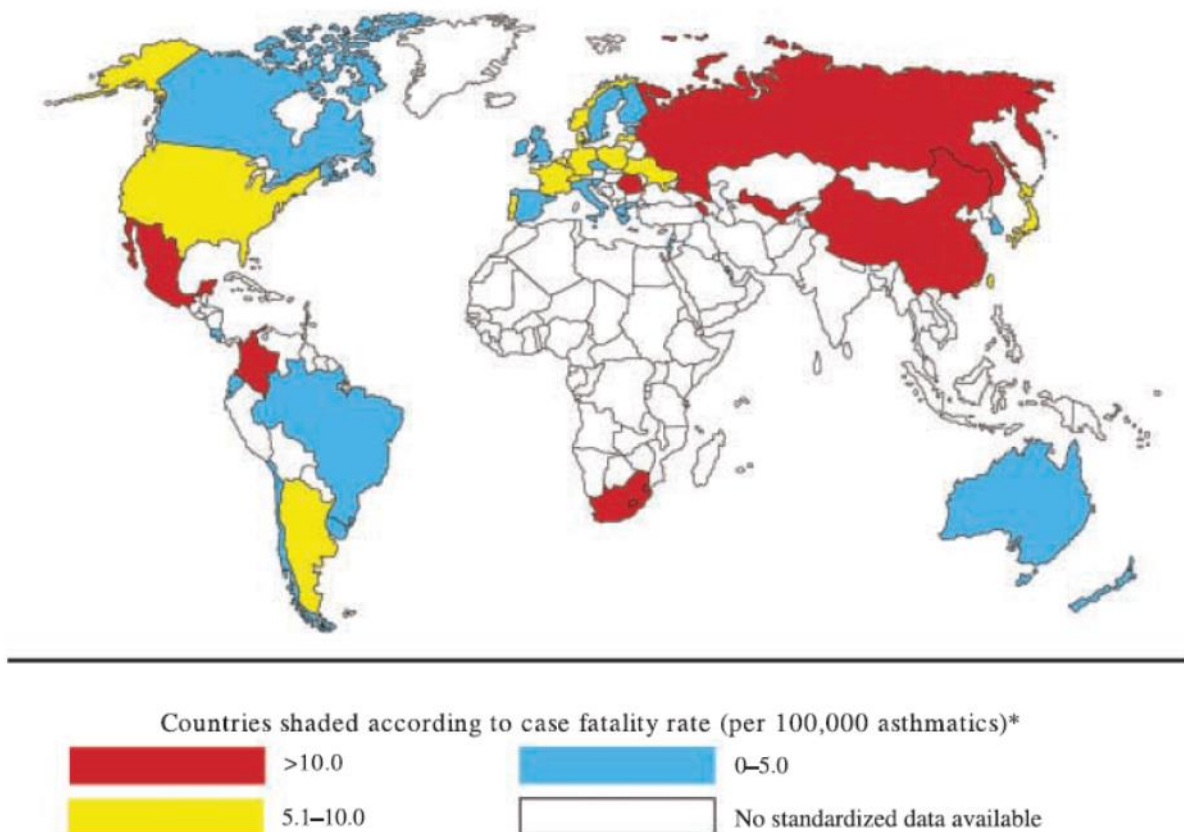 Countries shaded according to case fatality rate (per 100,000 asthmatics)*
>10.0
0–5.0
5.1–10.0
No standardized data available